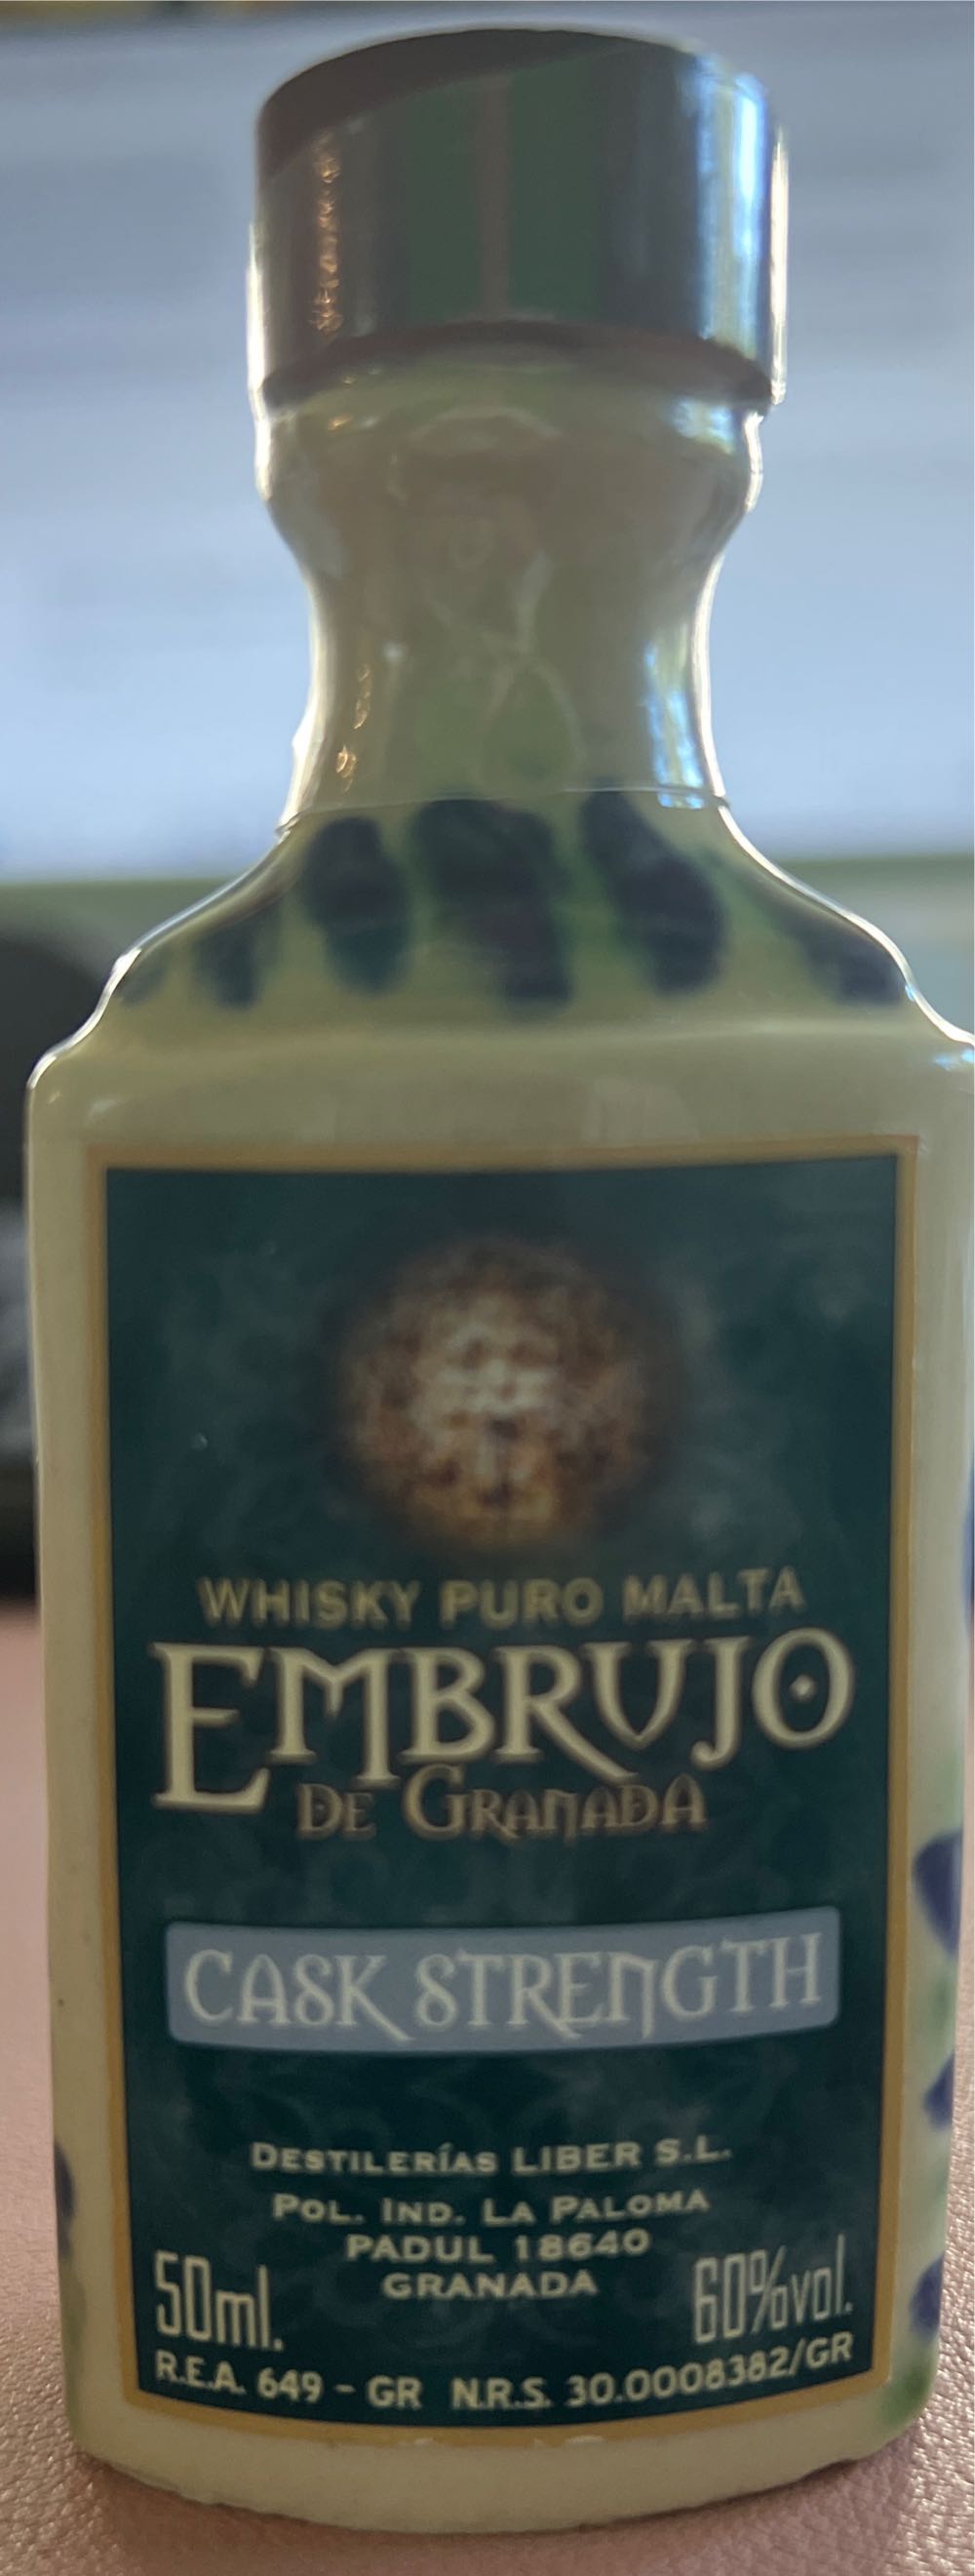 WHISKY PURO MALTA
EMBRUJO
DE GRANADA
CASK STRENGTH
DESTILERÍAS LIBER S.L.
POL. IND. LA PALOMA
PADUL 18640
GRANADA
50ml.
60%vol.
R.E.A. 649 - GR N.R.S. 30.0008382/GR